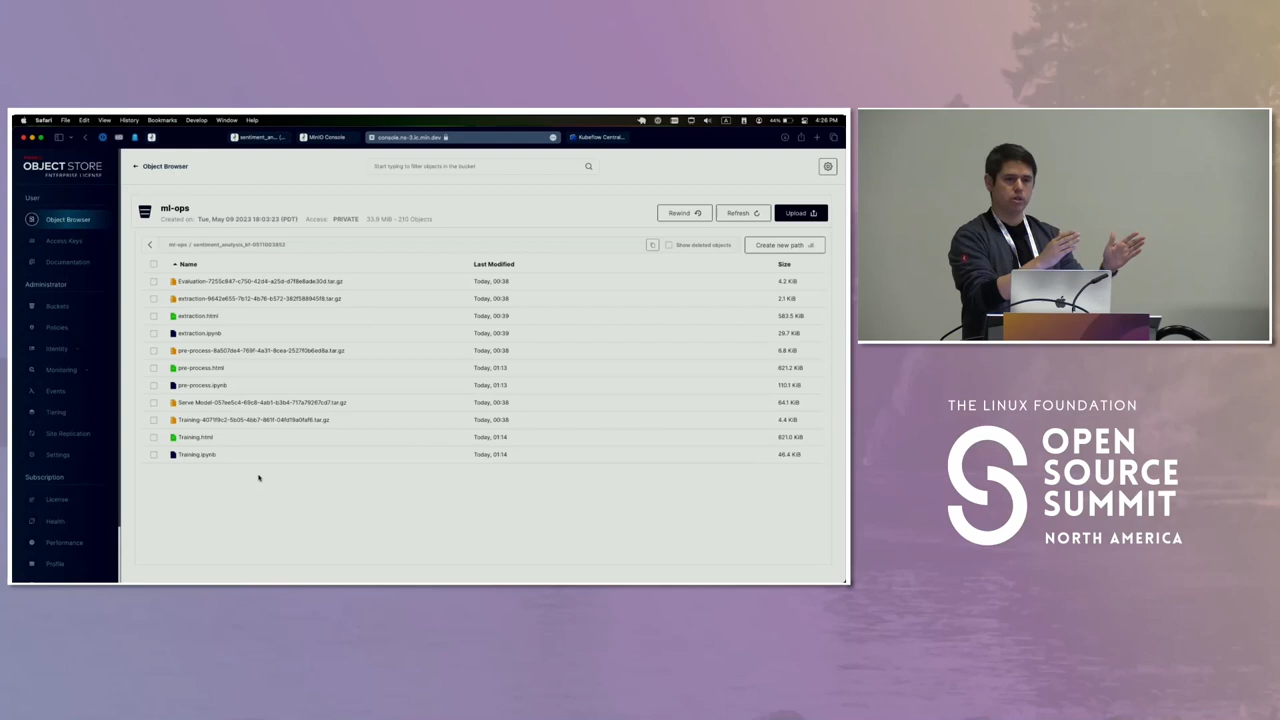 Safari File Edit View History Bookmarks Develop Window Help
44% 4:26 PM
sentiment_an... (...
MinIO Console
console.ns-3.ic.min.dev
Kubeflow Central...
OBJECT STORE
ENTERPRISE LICENSE
User
Object Browser
Access Keys
Documentation
Administrator
Buckets
Policies
Identity
Monitoring
Events
Tiering
Site Replication
Settings
Subscription
License
Health
Performance
Profile
Object Browser
Start typing to filter objects in the bucket
ml-ops
Created on: Tue, May 09 2023 18:03:23 (PDT) Access: PRIVATE 33.9 MiB - 210 Objects
Rewind Refresh Upload
ml-ops / sentiment_analysis_kf-0511003852
Show deleted objects Create new path
Name Last Modified Size
Today, 00:38 4.2 KiB
Today, 00:38 2.1 KiB
extraction.html Today, 00:39 583.5 KiB
extraction.ipynb Today, 00:39 29.7 KiB
Today, 00:38 6.8 KiB
pre-process.html Today, 01:13 621.2 KiB
pre-process.ipynb Today, 01:13 110.1 KiB
Today, 00:38 64.1 KiB
Today, 00:38 4.4 KiB
Training.html Today, 01:14 621.0 KiB
Training.ipynb Today, 01:14 46.4 KiB
THE LINUX FOUNDATION
OPEN
SOURCE
SUMMIT
NORTH AMERICA